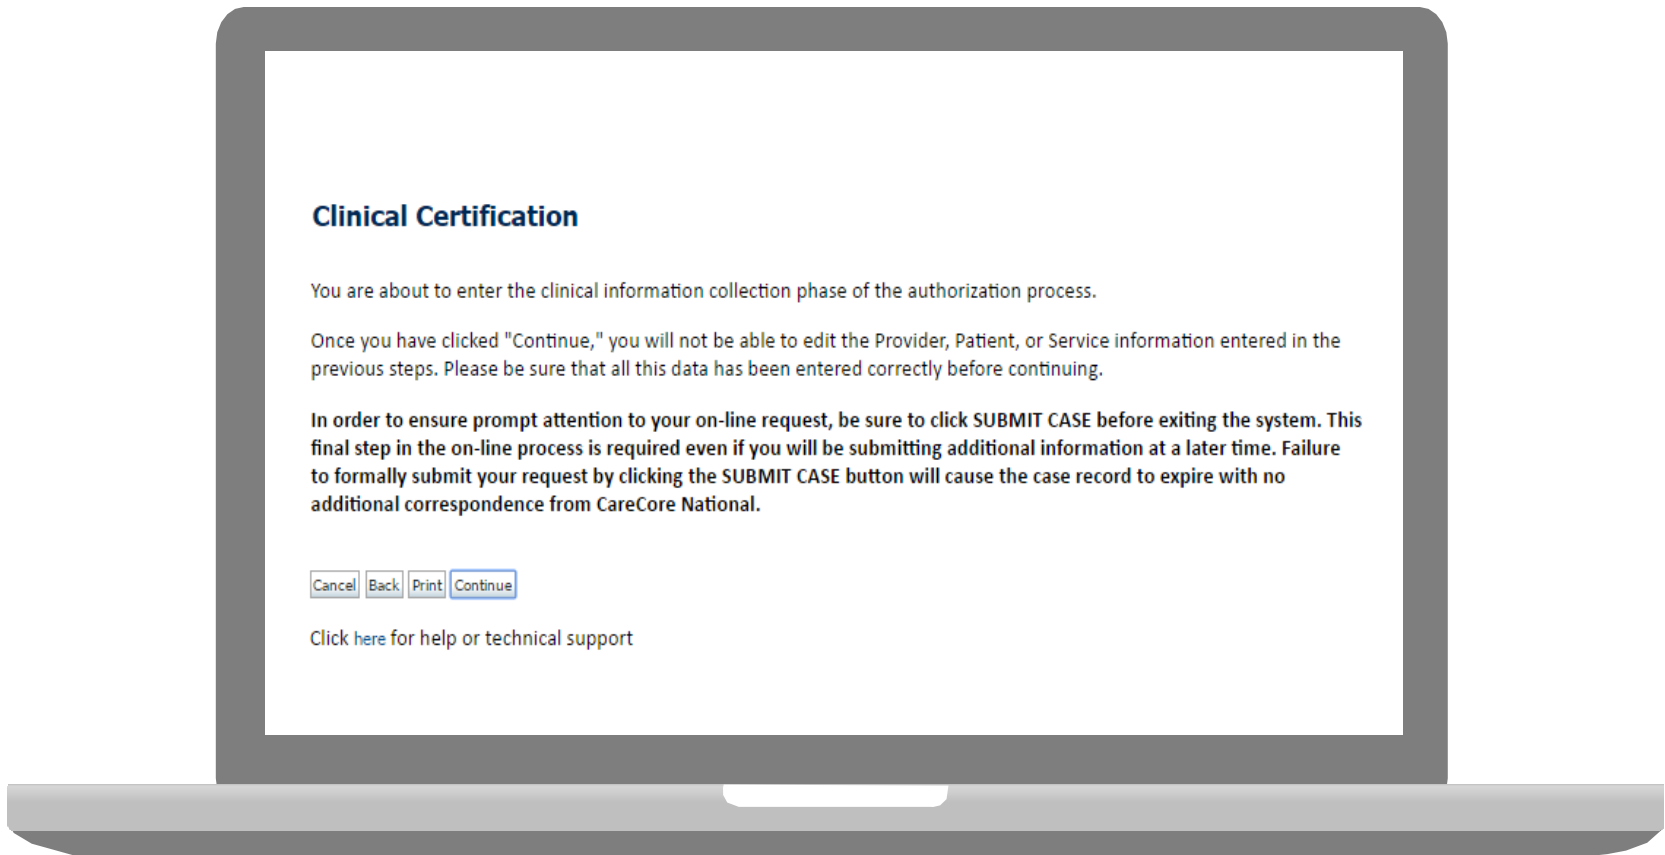 Clinical Certification
You are about to enter the clinical information collection phase of the authorization process.
Once you have clicked "Continue," you will not be able to edit the Provider, Patient, or Service information entered in the
previous steps. Please be sure that all this data has been entered correctly before continuing.
In order to ensure prompt attention to your on-line request, be sure to click SUBMIT CASE before exiting the system. This
final step in the on-line process is required even if you will be submitting additional information at a later time. Failure
to formally submit your request by clicking the SUBMIT CASE button will cause the case record to expire with no
additional correspondence from CareCore National.
Cancel Back Print Continue
Click here for help or technical support